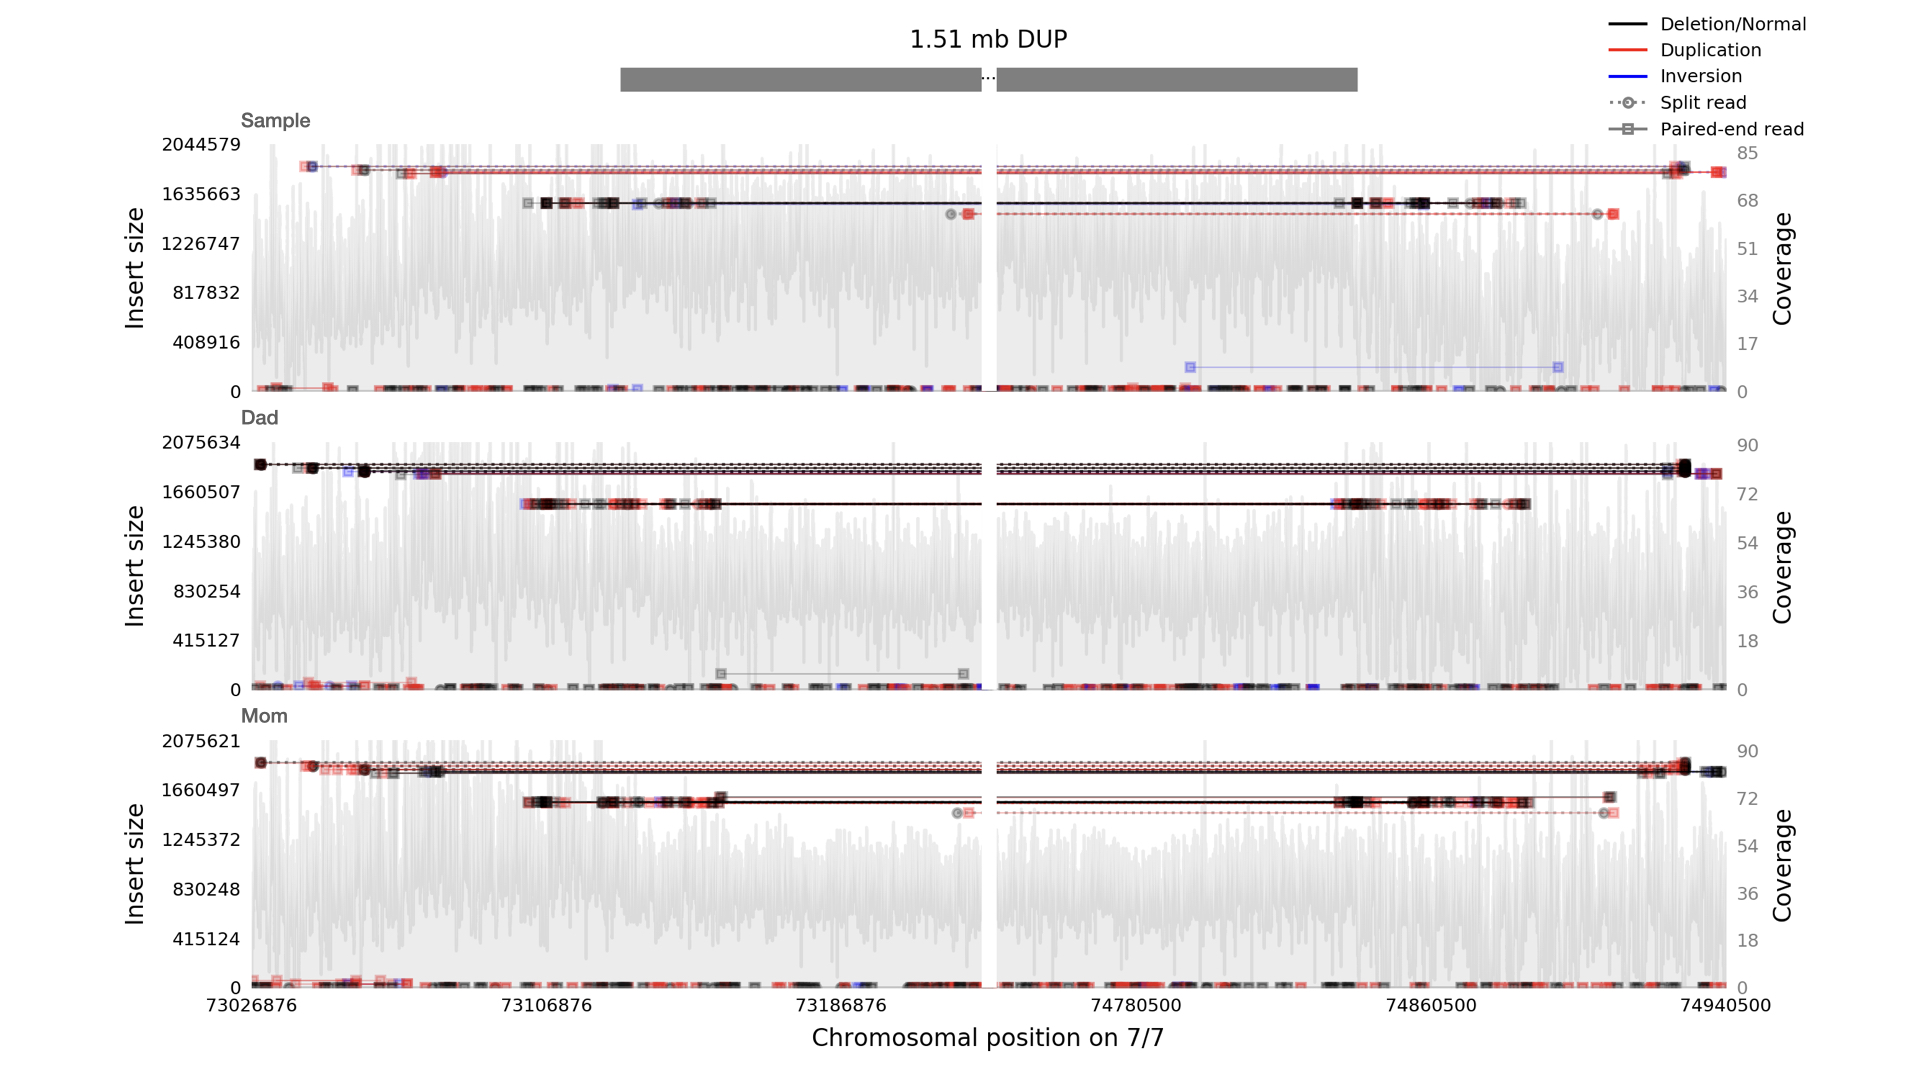 1.51 mb DUP
...
Deletion/Normal
Duplication
Inversion
Split read
Paired-end read
Sample
2044579
1635663
1226747
817832
408916
0
Insert size
85
68
51
34
17
0
Coverage
Dad
2075634
1660507
1245380
830254
415127
0
Insert size
90
72
54
36
18
0
Coverage
Mom
2075621
1660497
1245372
830248
415124
0
Insert size
90
72
54
36
18
0
Coverage
73026876 73106876 73186876 74780500 74860500 74940500
Chromosomal position on 7/7